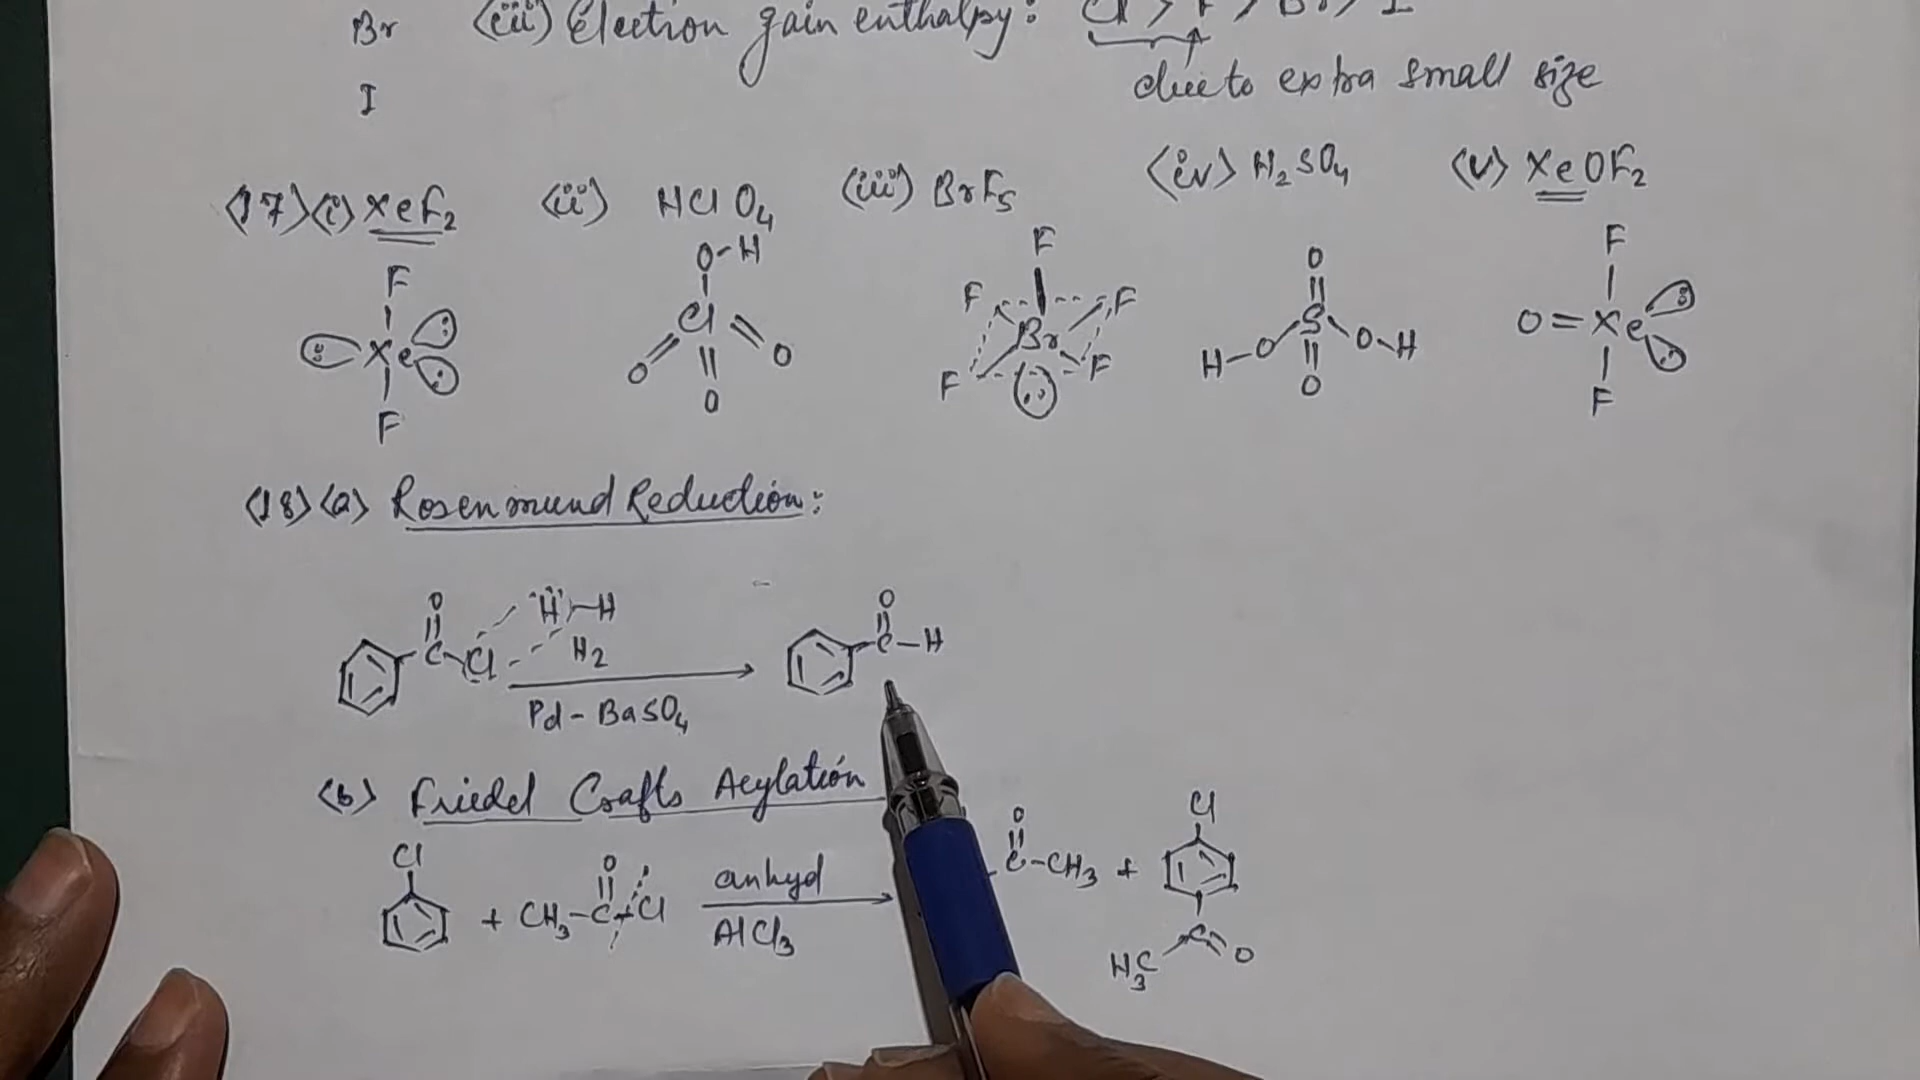 Br (iii) Election gain enthalpy: Cl > F > Br > I
I due to extra small size
(17)(i) XeF2 (ii) HClO4 (iii) BrF5 (iv) H2SO4 (v) XeOF2
F O-H F O F
Xe Cl F F Br F F H-O S O-H O=Xe
F O O O O F
(18)(a) Rosenmund Reduction:
O H-H O
C Cl H2 C-H
Pd-BaSO4
(b) Friedel Crafts Acylation
Cl O O Cl
+ CH3-C-Cl anhyd C-CH3 +
AlCl3 C O
H3C